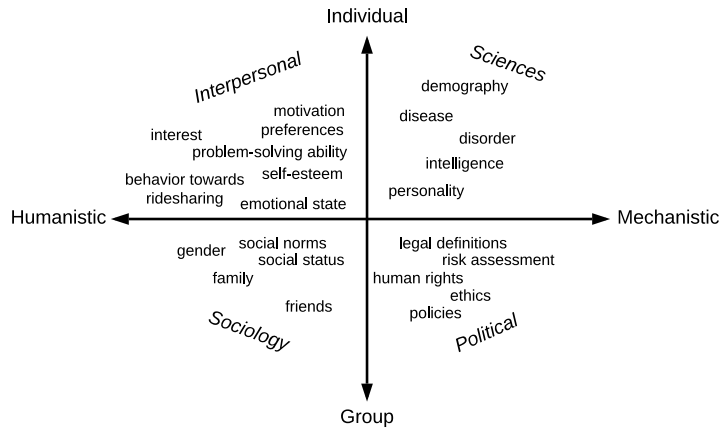 Individual
Interpersonal
Sciences
demography
motivation
disease
preferences
interest
disorder
problem-solving ability
intelligence
self-esteem
behavior towards
ridesharing
personality
emotional state
Humanistic
Mechanistic
gender
social norms
legal definitions
social status
risk assessment
family
human rights
ethics
friends
policies
Sociology
Political
Group